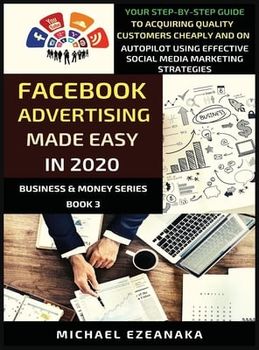 YOUR STEP-BY-STEP GUIDE
TO ACQUIRING QUALITY
CUSTOMERS CHEAPLY AND ON
AUTOPILOT USING EFFECTIVE
SOCIAL MEDIA MARKETING
STRATEGIES
FACEBOOK
ADVERTISING
MADE EASY
IN 2020
BUSINESS & MONEY SERIES
BOOK 3
MICHAEL EZEANAKA